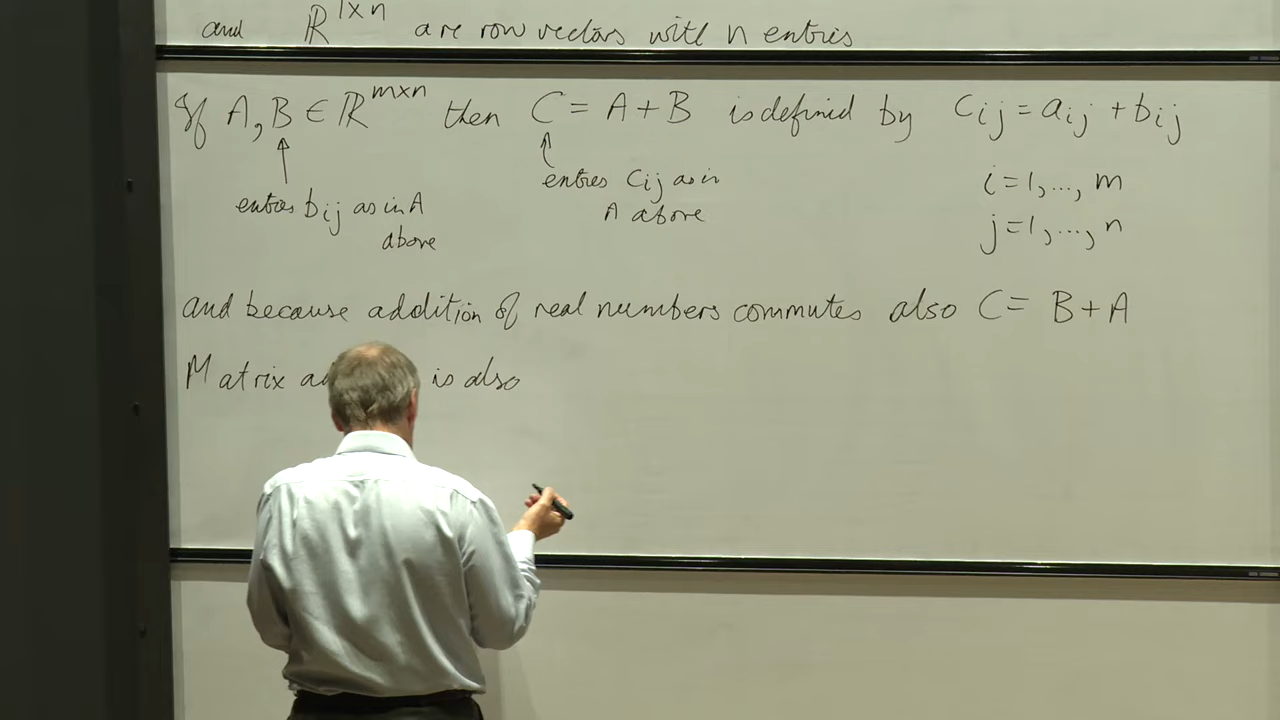 and ℝ^{1×n} are row vectors with n entries
If A, B ∈ ℝ^{m×n} then C = A + B is defined by c_{ij} = a_{ij} + b_{ij}
↑ entries b_{ij} as in A above
↑ entries c_{ij} as in A above
i = 1, ..., m
j = 1, ..., n
and because addition of real numbers commutes also C = B + A
Matrix is also